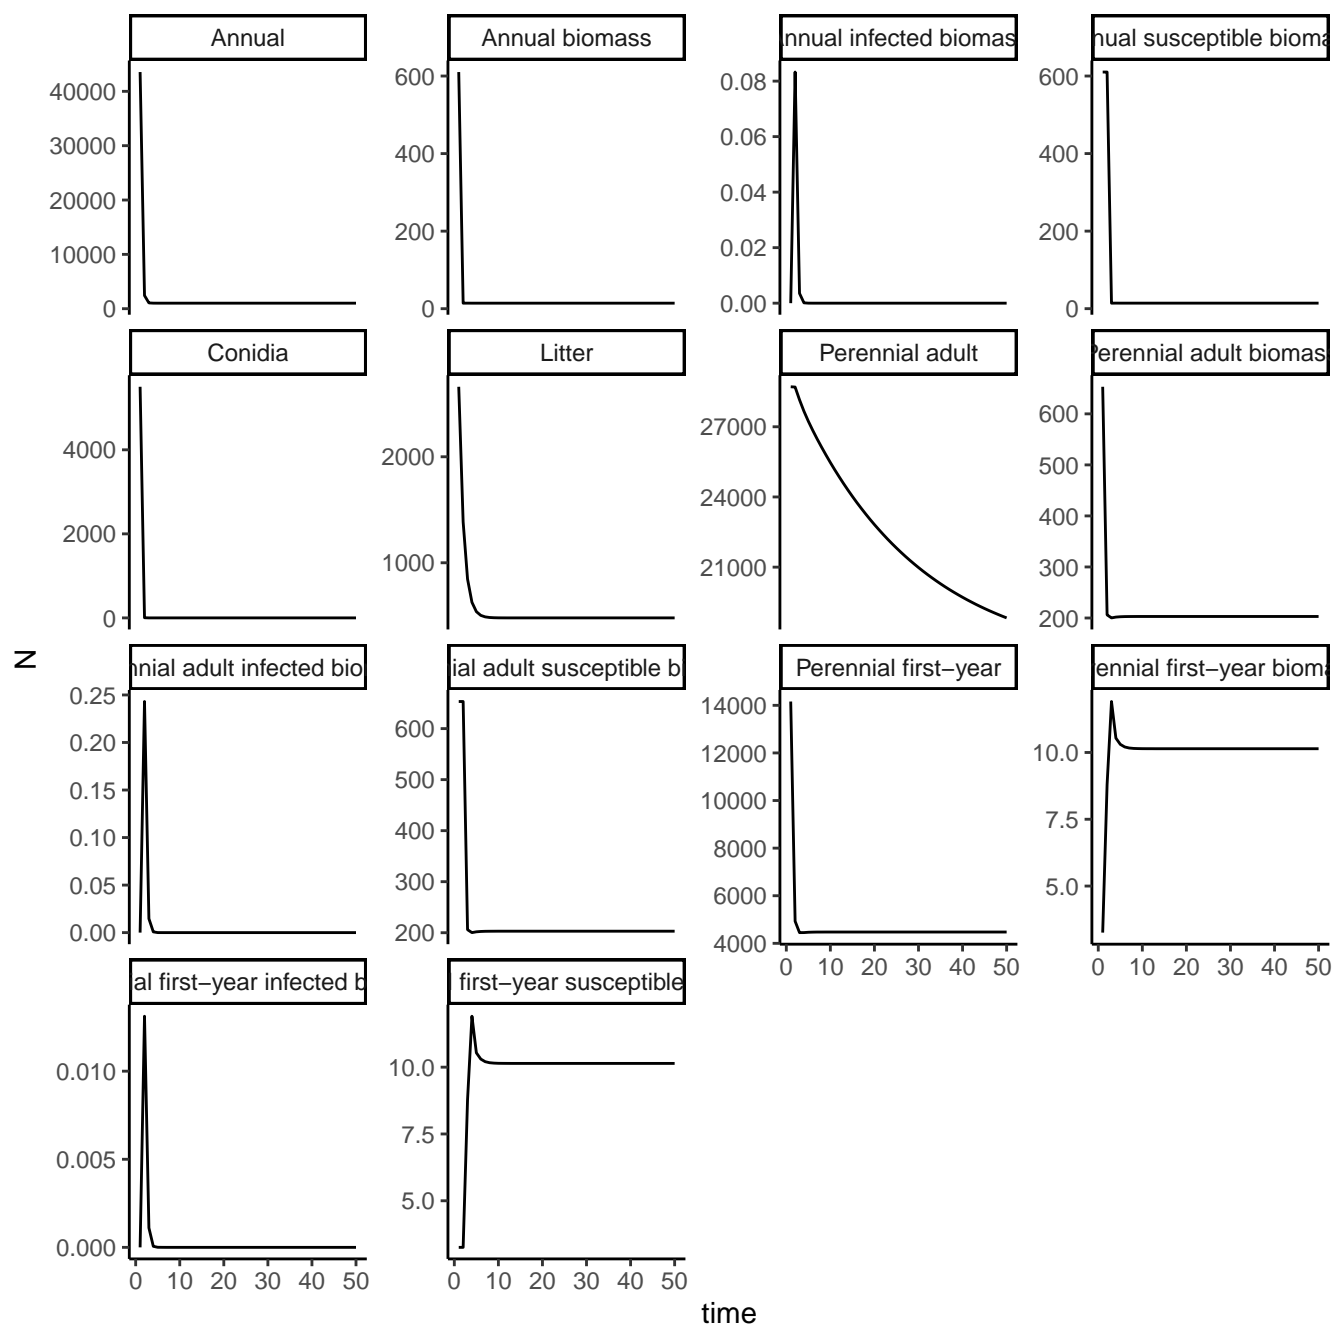 Annual
Annual biomass
nnual infected biomas
nual susceptible bioma
40000
30000
20000
10000
0
600
400
200
0
0.08
0.06
0.04
0.02
0.00
600
400
200
0
Conidia
Litter
Perennial adult
Perennial adult biomas
4000
2000
0
2000
1000
27000
24000
21000
600
500
400
300
200
N
nnial adult infected bio
ial adult susceptible b
Perennial first−year
ennial first−year bioma
0.25
0.20
0.15
0.10
0.05
0.00
600
500
400
300
200
14000
12000
10000
8000
6000
4000
10.0
7.5
5.0
0 10 20 30 40 50
0 10 20 30 40 50
al first−year infected b
first−year susceptible
0.010
0.005
0.000
10.0
7.5
5.0
0 10 20 30 40 50
0 10 20 30 40 50
time